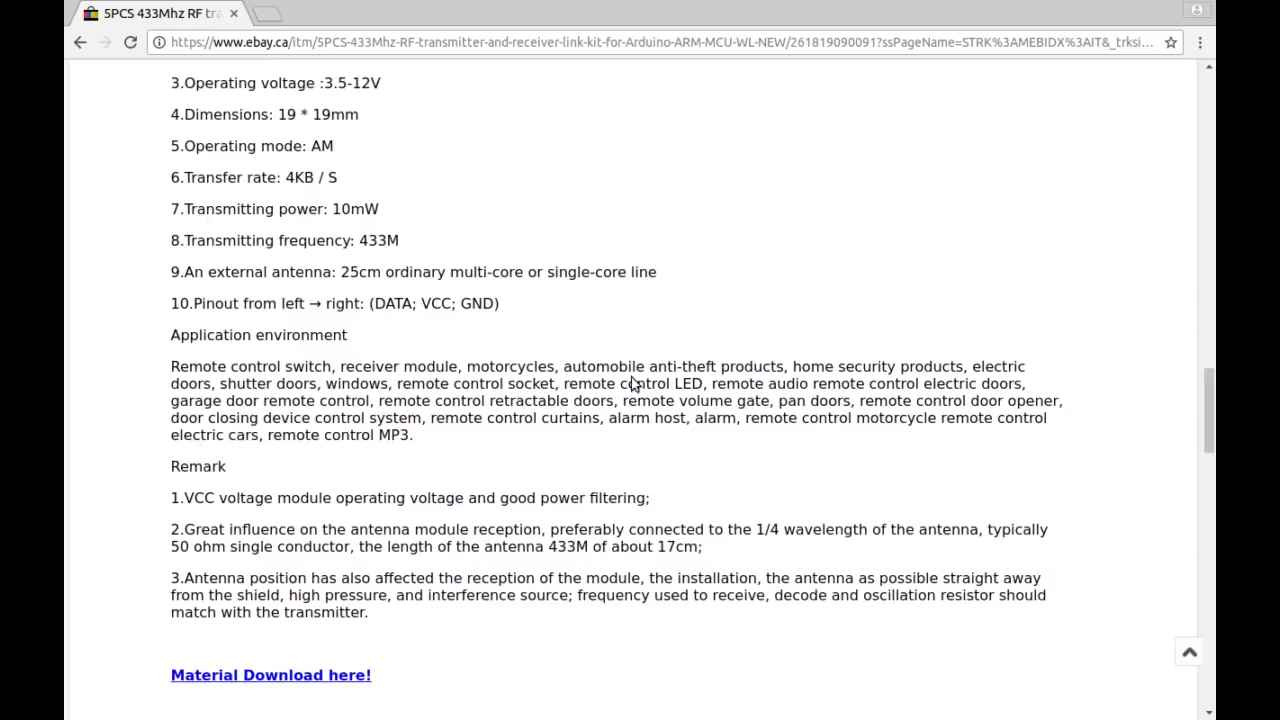 5PCS 433Mhz RF tra
https://www.ebay.ca/itm/5PCS-433Mhz-RF-transmitter-and-receiver-link-kit-for-Arduino-ARM-MCU-WL-NEW/261819090091?ssPageName=STRK%3AMEBIDX%3AIT&_trksi...
3.Operating voltage :3.5-12V
4.Dimensions: 19 * 19mm
5.Operating mode: AM
6.Transfer rate: 4KB / S
7.Transmitting power: 10mW
8.Transmitting frequency: 433M
9.An external antenna: 25cm ordinary multi-core or single-core line
10.Pinout from left → right: (DATA; VCC; GND)
Application environment
Remote control switch, receiver module, motorcycles, automobile anti-theft products, home security products, electric
doors, shutter doors, windows, remote control socket, remote control LED, remote audio remote control electric doors,
garage door remote control, remote control retractable doors, remote volume gate, pan doors, remote control door opener,
door closing device control system, remote control curtains, alarm host, alarm, remote control motorcycle remote control
electric cars, remote control MP3.
Remark
1.VCC voltage module operating voltage and good power filtering;
2.Great influence on the antenna module reception, preferably connected to the 1/4 wavelength of the antenna, typically
50 ohm single conductor, the length of the antenna 433M of about 17cm;
3.Antenna position has also affected the reception of the module, the installation, the antenna as possible straight away
from the shield, high pressure, and interference source; frequency used to receive, decode and oscillation resistor should
match with the transmitter.
Material Download here!